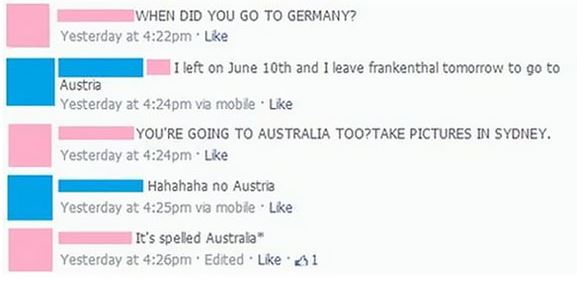 WHEN DID YOU GO TO GERMANY?
Yesterday at 4:22pm · Like
I left on June 10th and I leave frankenthal tomorrow to go to
Austria
Yesterday at 4:24pm via mobile · Like
YOU'RE GOING TO AUSTRALIA TOO?TAKE PICTURES IN SYDNEY.
Yesterday at 4:24pm · Like
Hahahaha no Austria
Yesterday at 4:25pm via mobile · Like
It's spelled Australia*
Yesterday at 4:26pm · Edited · Like · 1